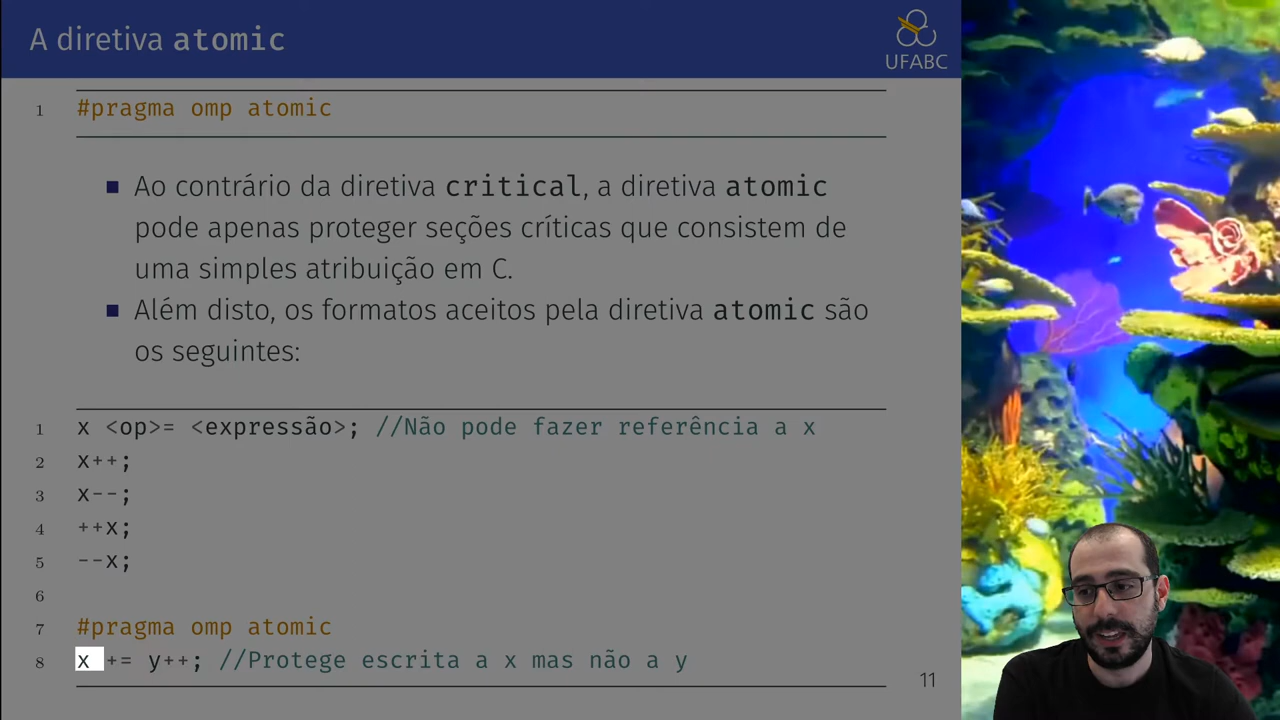 A diretiva atomic
UFABC
1 #pragma omp atomic
■ Ao contrário da diretiva critical, a diretiva atomic
pode apenas proteger seções críticas que consistem de
uma simples atribuição em C.
■ Além disto, os formatos aceitos pela diretiva atomic são
os seguintes:
1 x <op>= <expressão>; //Não pode fazer referência a x
2 x++;
3 x--;
4 ++x;
5 --x;
6
7 #pragma omp atomic
8 x += y++; //Protege escrita a x mas não a y
11